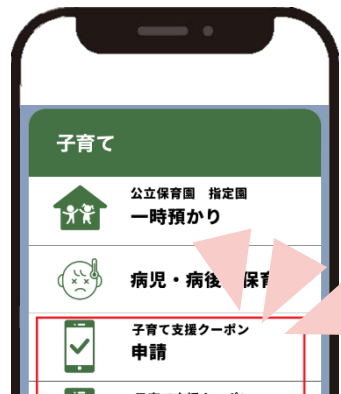 子育て
公立保育園　指定園
一時預かり
病児・病後 保育
子育て支援クーポン
申請